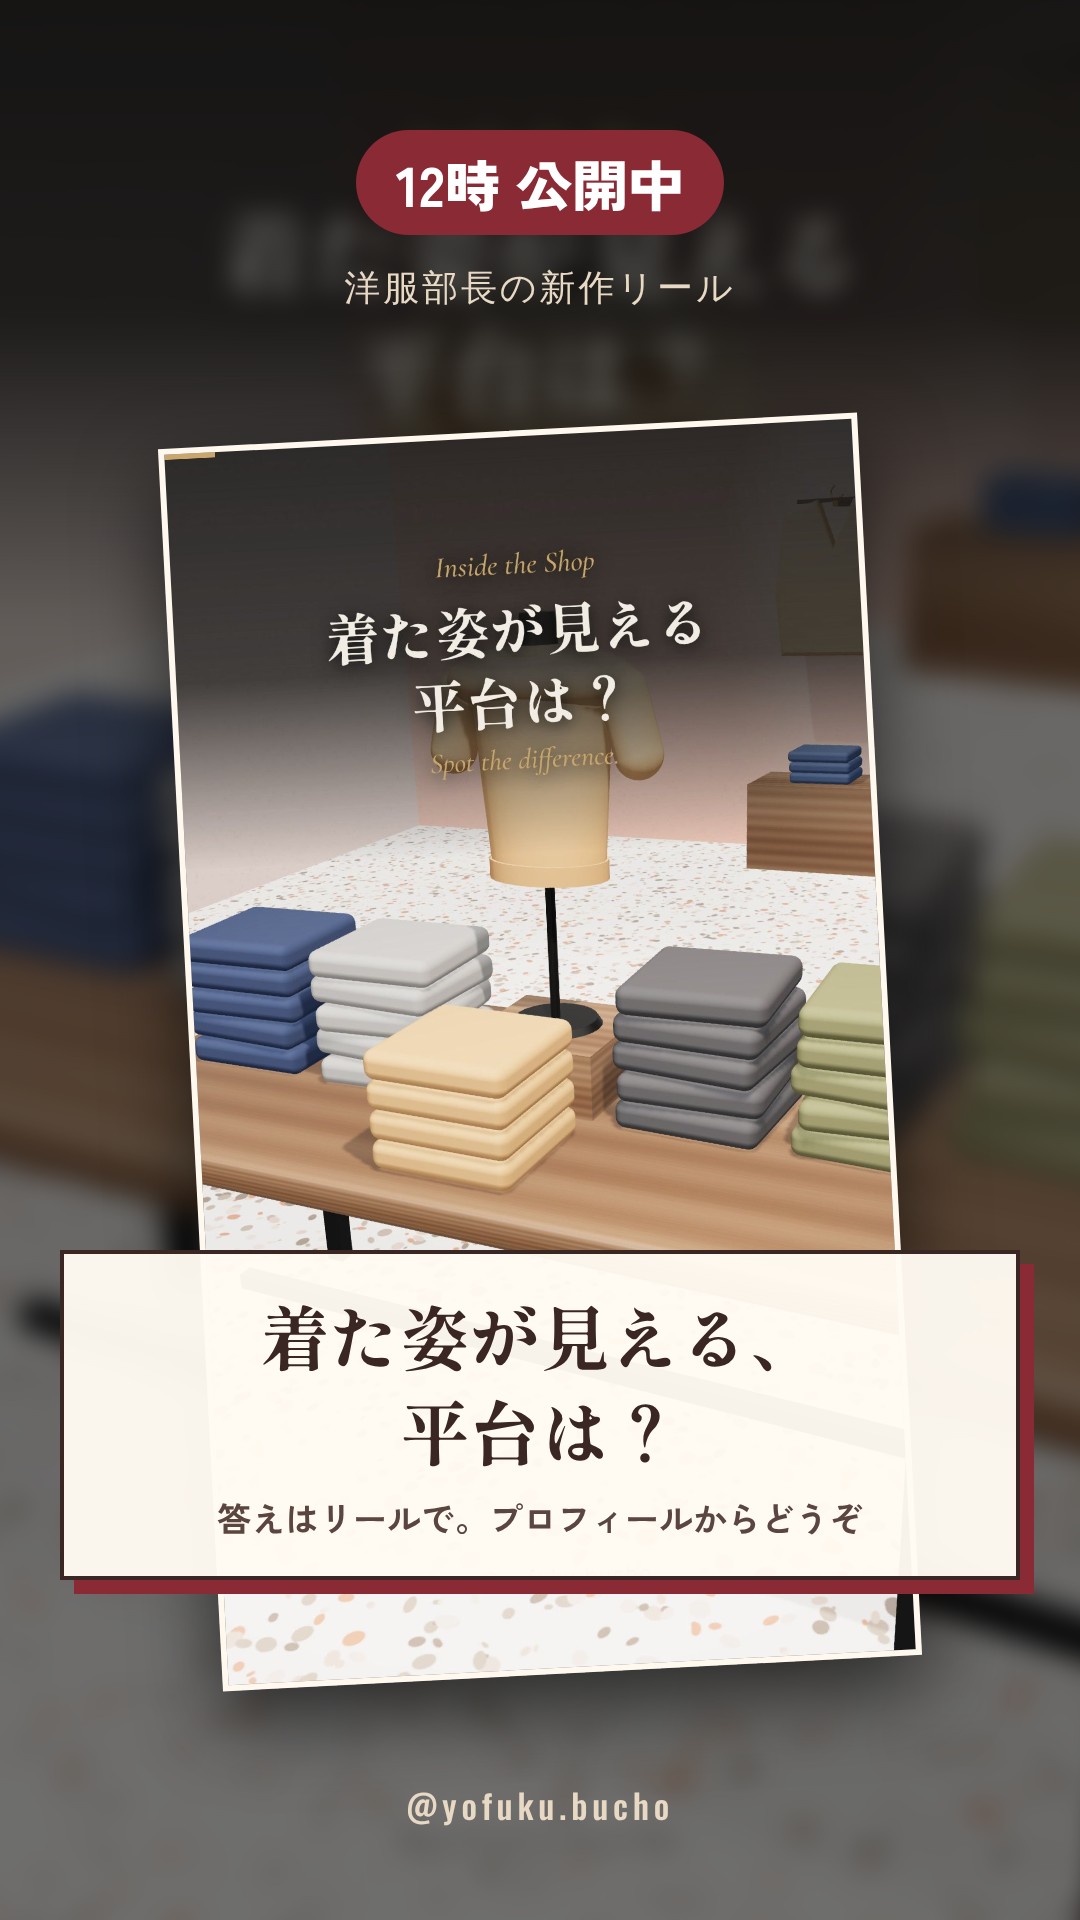 12時 公開中
洋服部長の新作リール
Inside the Shop
着た姿が見える
平台は？
Spot the difference.
着た姿が見える、
平台は？
答えはリールで。プロフィールからどうぞ
@yofuku.bucho